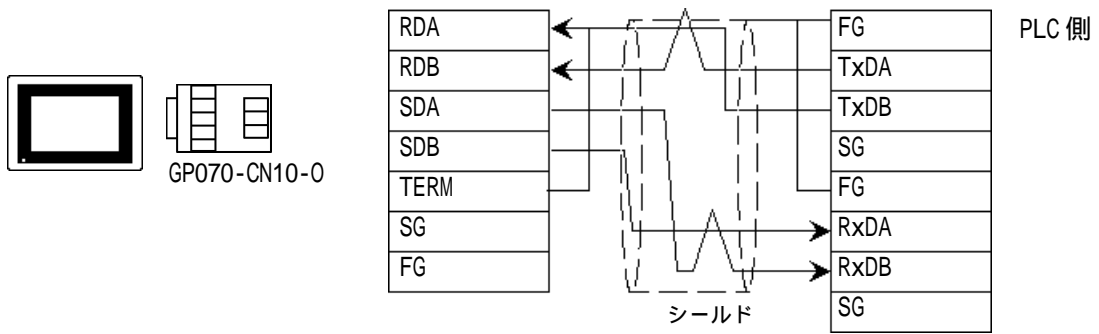 GP070-CN10-0
RDA
RDB
SDA
SDB
TERM
SG
FG
シールド
FG
TxDA
TxDB
SG
FG
RxDA
RxDB
SG
PLC 側